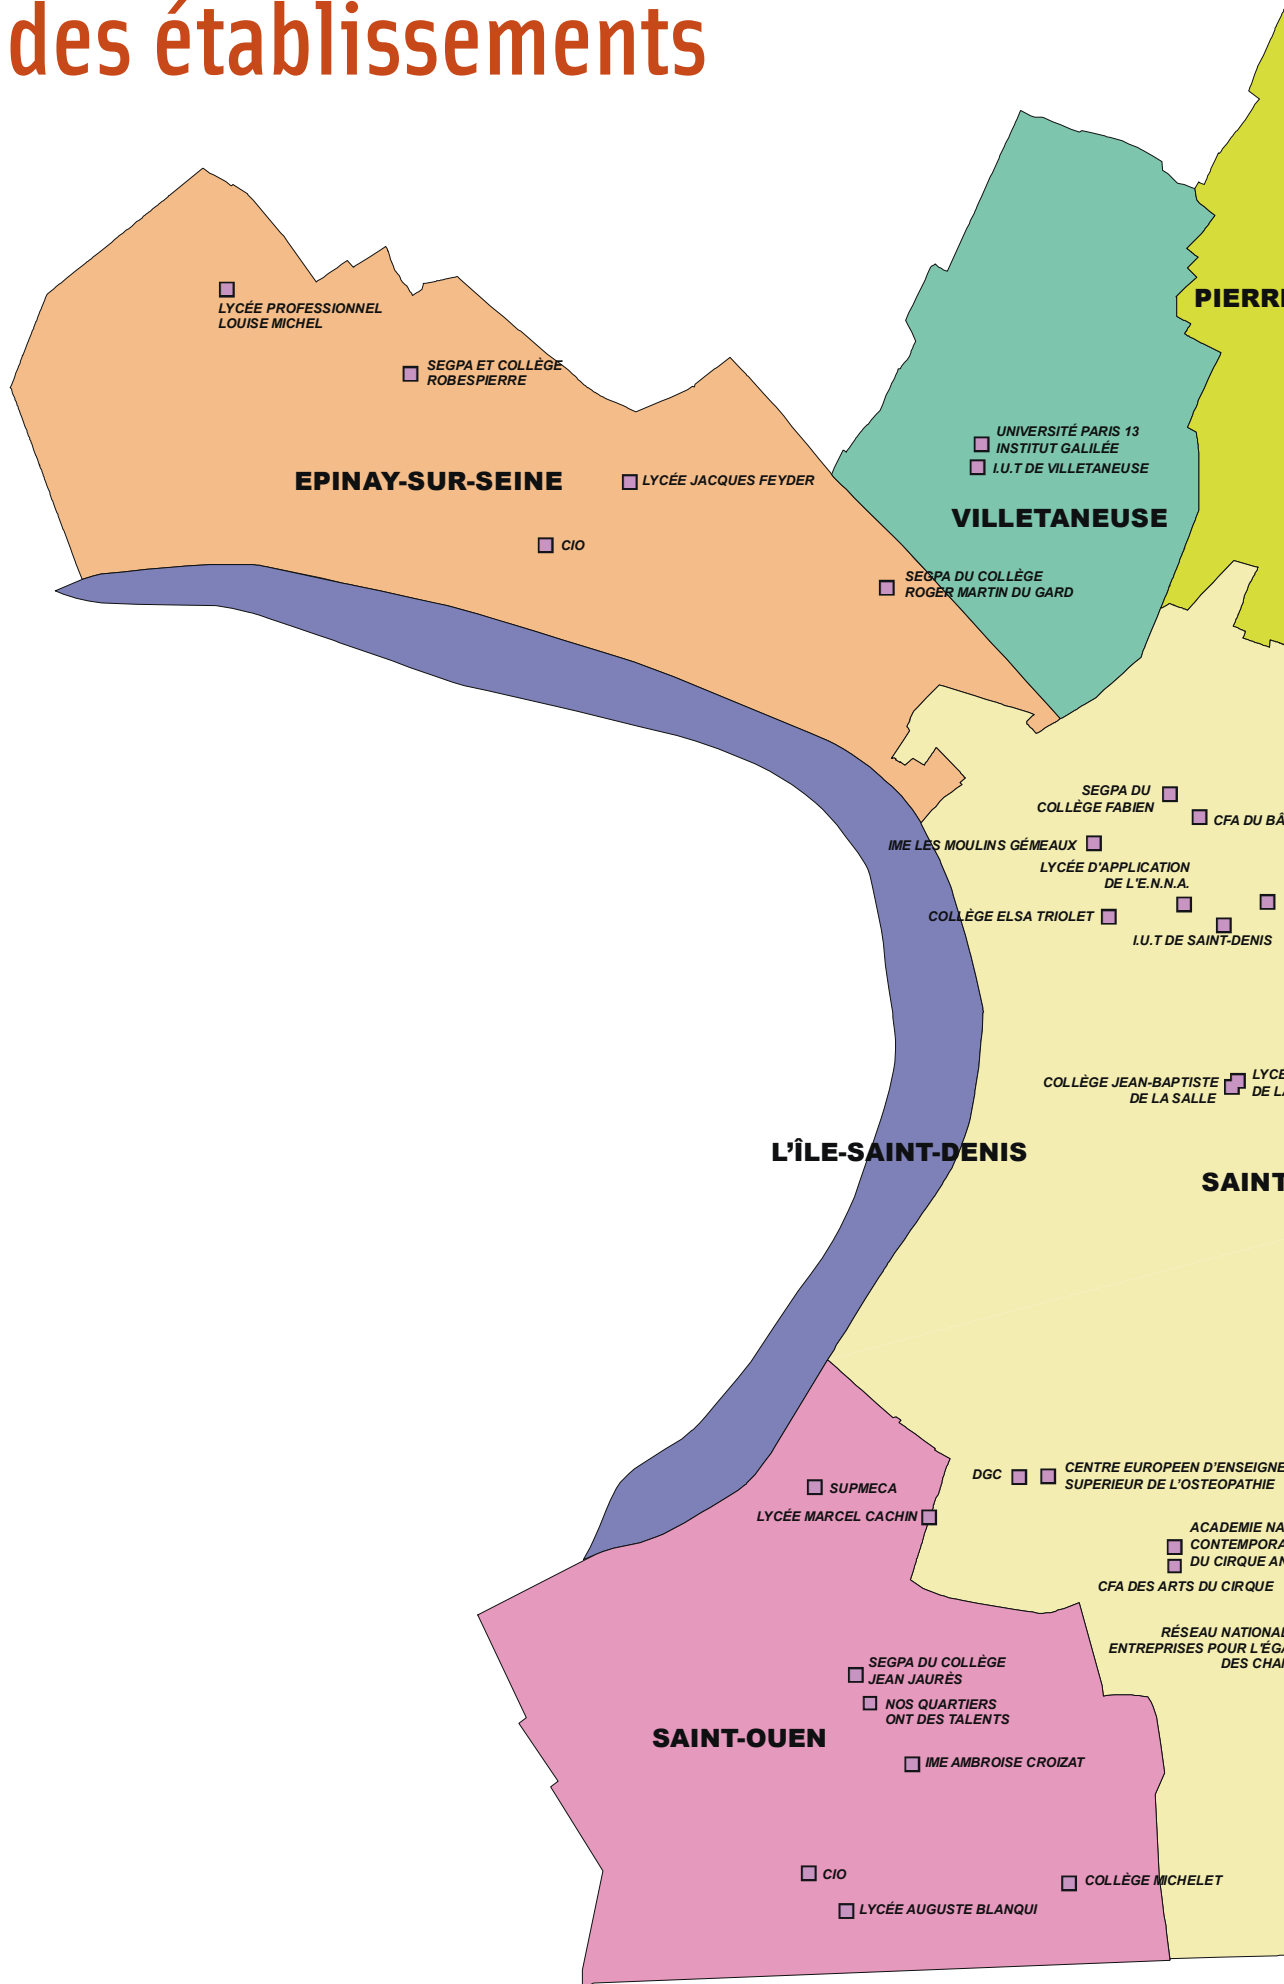 des établissements
LYCÉE PROFESSIONNEL
LOUISE MICHEL
SEGPA ET COLLÈGE
ROBESPIERRE
EPINAY-SUR-SEINE
LYCÉE JACQUES FEYDER
CIO
SEGPA DU COLLÈGE
ROGER MARTIN DU GARD
UNIVERSITÉ PARIS 13
INSTITUT GALILÉE
I.U.T DE VILLETANEUSE
VILLETANEUSE
PIERR
SEGPA DU
COLLÈGE FABIEN
CFA DU BÂ
IME LES MOULINS GÉMEAUX
LYCÉE D'APPLICATION
DE L'E.N.N.A.
COLLÈGE ELSA TRIOLET
I.U.T DE SAINT-DENIS
COLLÈGE JEAN-BAPTISTE
DE LA SALLE
LYCÉ
DE L
L'ÎLE-SAINT-DENIS
SAINT
DGC
CENTRE EUROPEEN D'ENSEIGNE
SUPERIEUR DE L'OSTEOPATHIE
SUPMECA
LYCÉE MARCEL CACHIN
ACADEMIE NA
CONTEMPORA
DU CIRQUE AN
CFA DES ARTS DU CIRQUE
RÉSEAU NATIONAL
ENTREPRISES POUR L'ÉGA
DES CHA
SEGPA DU COLLÈGE
JEAN JAURÈS
NOS QUARTIERS
ONT DES TALENTS
SAINT-OUEN
IME AMBROISE CROIZAT
CIO
COLLÈGE MICHELET
LYCÉE AUGUSTE BLANQUI